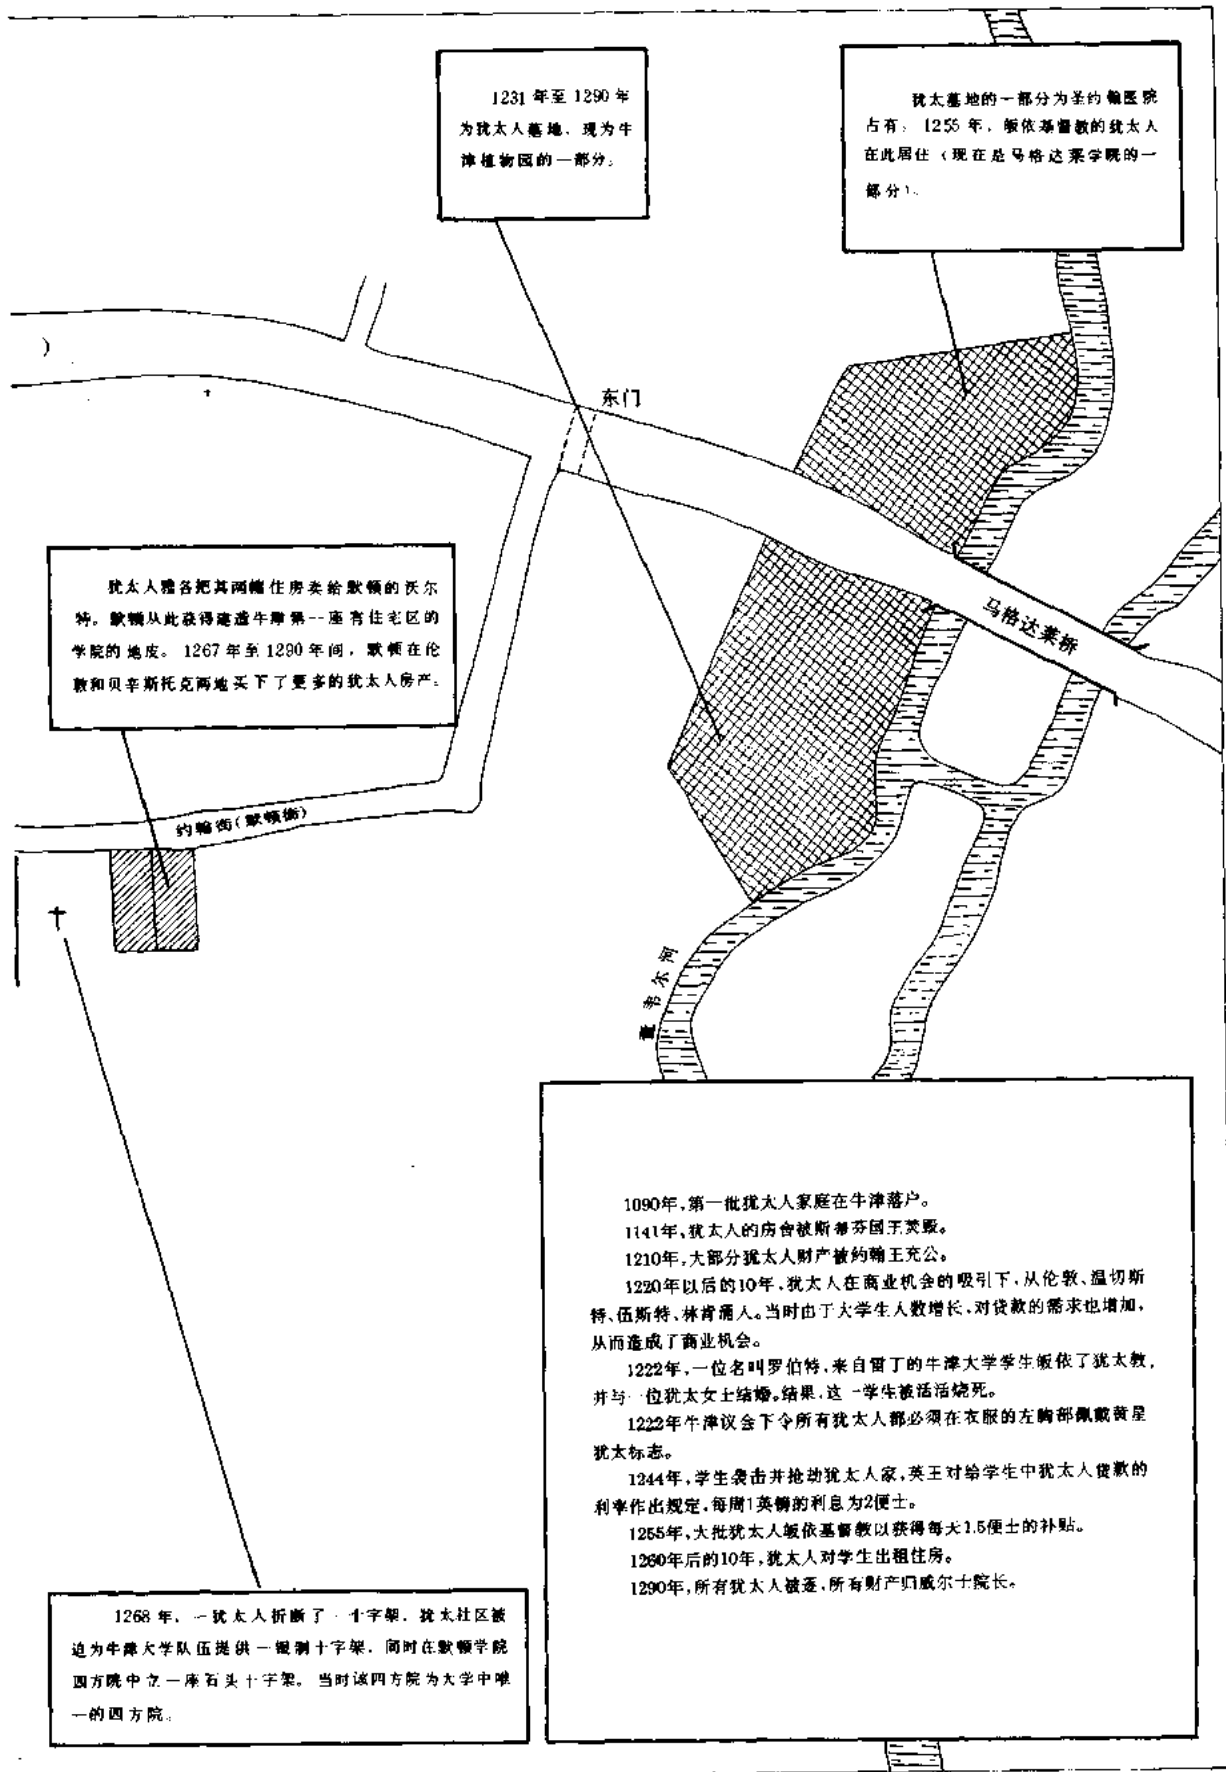 1231 年至 1290 年
为犹太人墓地，现为牛
津植物园的一部分。
犹太墓地的一部分为圣约翰医院
占有。1255 年，皈依基督教的犹太人
在此居住（现在是马格达莱学院的一
部分）。
东门
马格达莱桥
犹太人雅各把其两幢住房卖给默顿的沃尔
特。默顿从此获得建造牛津第一座有住宅区的
学院的地皮。1267 年至 1290 年间，默顿在伦
敦和贝辛斯托克两地买下了更多的犹太人房产。
约翰街(默顿街)
韦尔河
1090年，第一批犹太人家庭在牛津落户。
1141年，犹太人的房舍被斯蒂芬国王焚毁。
1210年，大部分犹太人财产被约翰王充公。
1220年以后的10年，犹太人在商业机会的吸引下，从伦敦、温切斯
特、伍斯特、林肯涌入。当时由于大学生人数增长，对贷款的需求也增加，
从而造成了商业机会。
1222年，一位名叫罗伯特，来自雷丁的牛津大学学生皈依了犹太教，
并与一位犹太女士结婚。结果，这一学生被活活烧死。
1222年牛津议会下令所有犹太人都必须在衣服的左胸部佩戴黄星
犹太标志。
1244年，学生袭击并抢劫犹太人家，英王对给学生中犹太人贷款的
利率作出规定，每周1英镑的利息为2便士。
1255年，大批犹太人皈依基督教以获得每天1.5便士的补贴。
1260年后的10年，犹太人对学生出租住房。
1290年，所有犹太人被逐，所有财产归威尔士院长。
1268 年，一犹太人折断了一十字架，犹太社区被
迫为牛津大学队伍提供一银制十字架，同时在默顿学院
四方院中立一座石头十字架。当时该四方院为大学中唯
一的四方院。